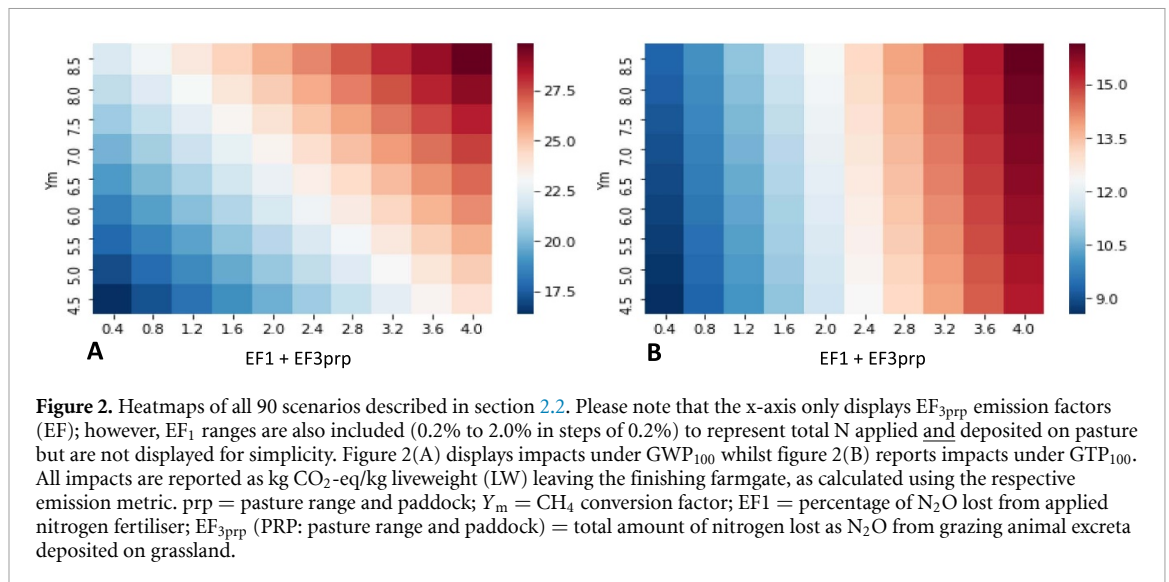 8.5
8.0
7.5
7.0
6.5
6.0
5.5
5.0
4.5
Ym
0.4 0.8 1.2 1.6 2.0 2.4 2.8 3.2 3.6 4.0
A
EF1 + EF3prp
27.5
25.0
22.5
20.0
17.5
8.5
8.0
7.5
7.0
6.5
6.0
5.5
5.0
4.5
Ym
0.4 0.8 1.2 1.6 2.0 2.4 2.8 3.2 3.6 4.0
B
EF1 + EF3prp
15.0
13.5
12.0
10.5
9.0
Figure 2. Heatmaps of all 90 scenarios described in section 2.2. Please note that the x-axis only displays EF3prp emission factors
(EF); however, EF1 ranges are also included (0.2% to 2.0% in steps of 0.2%) to represent total N applied and deposited on pasture
but are not displayed for simplicity. Figure 2(A) displays impacts under GWP100 whilst figure 2(B) reports impacts under GTP100.
All impacts are reported as kg CO2-eq/kg liveweight (LW) leaving the finishing farmgate, as calculated using the respective
emission metric. prp = pasture range and paddock; Ym = CH4 conversion factor; EF1 = percentage of N2O lost from applied
nitrogen fertiliser; EF3prp (PRP: pasture range and paddock) = total amount of nitrogen lost as N2O from grazing animal excreta
deposited on grassland.